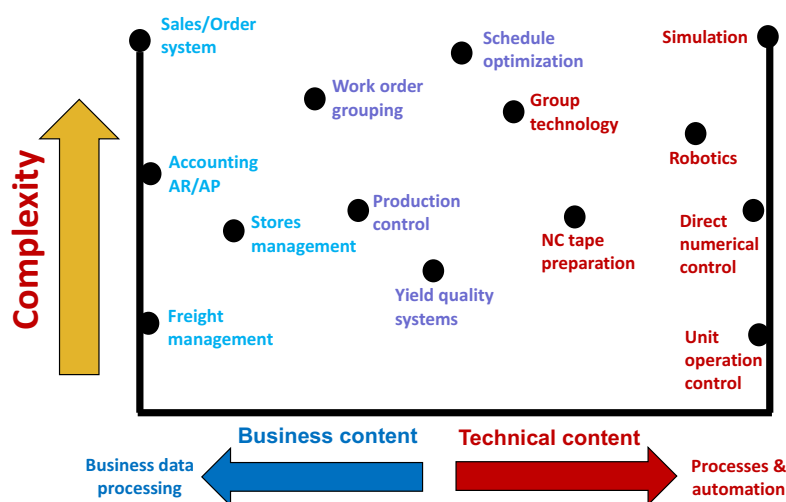 Sales/Order
system
Schedule
optimization
Simulation
Work order
grouping
Group
technology
Robotics
Accounting
AR/AP
Stores
management
Production
control
NC tape
preparation
Direct
numerical
control
Yield quality
systems
Freight
management
Unit
operation
control
Complexity
Business content
Technical content
Business data
processing
Processes &
automation